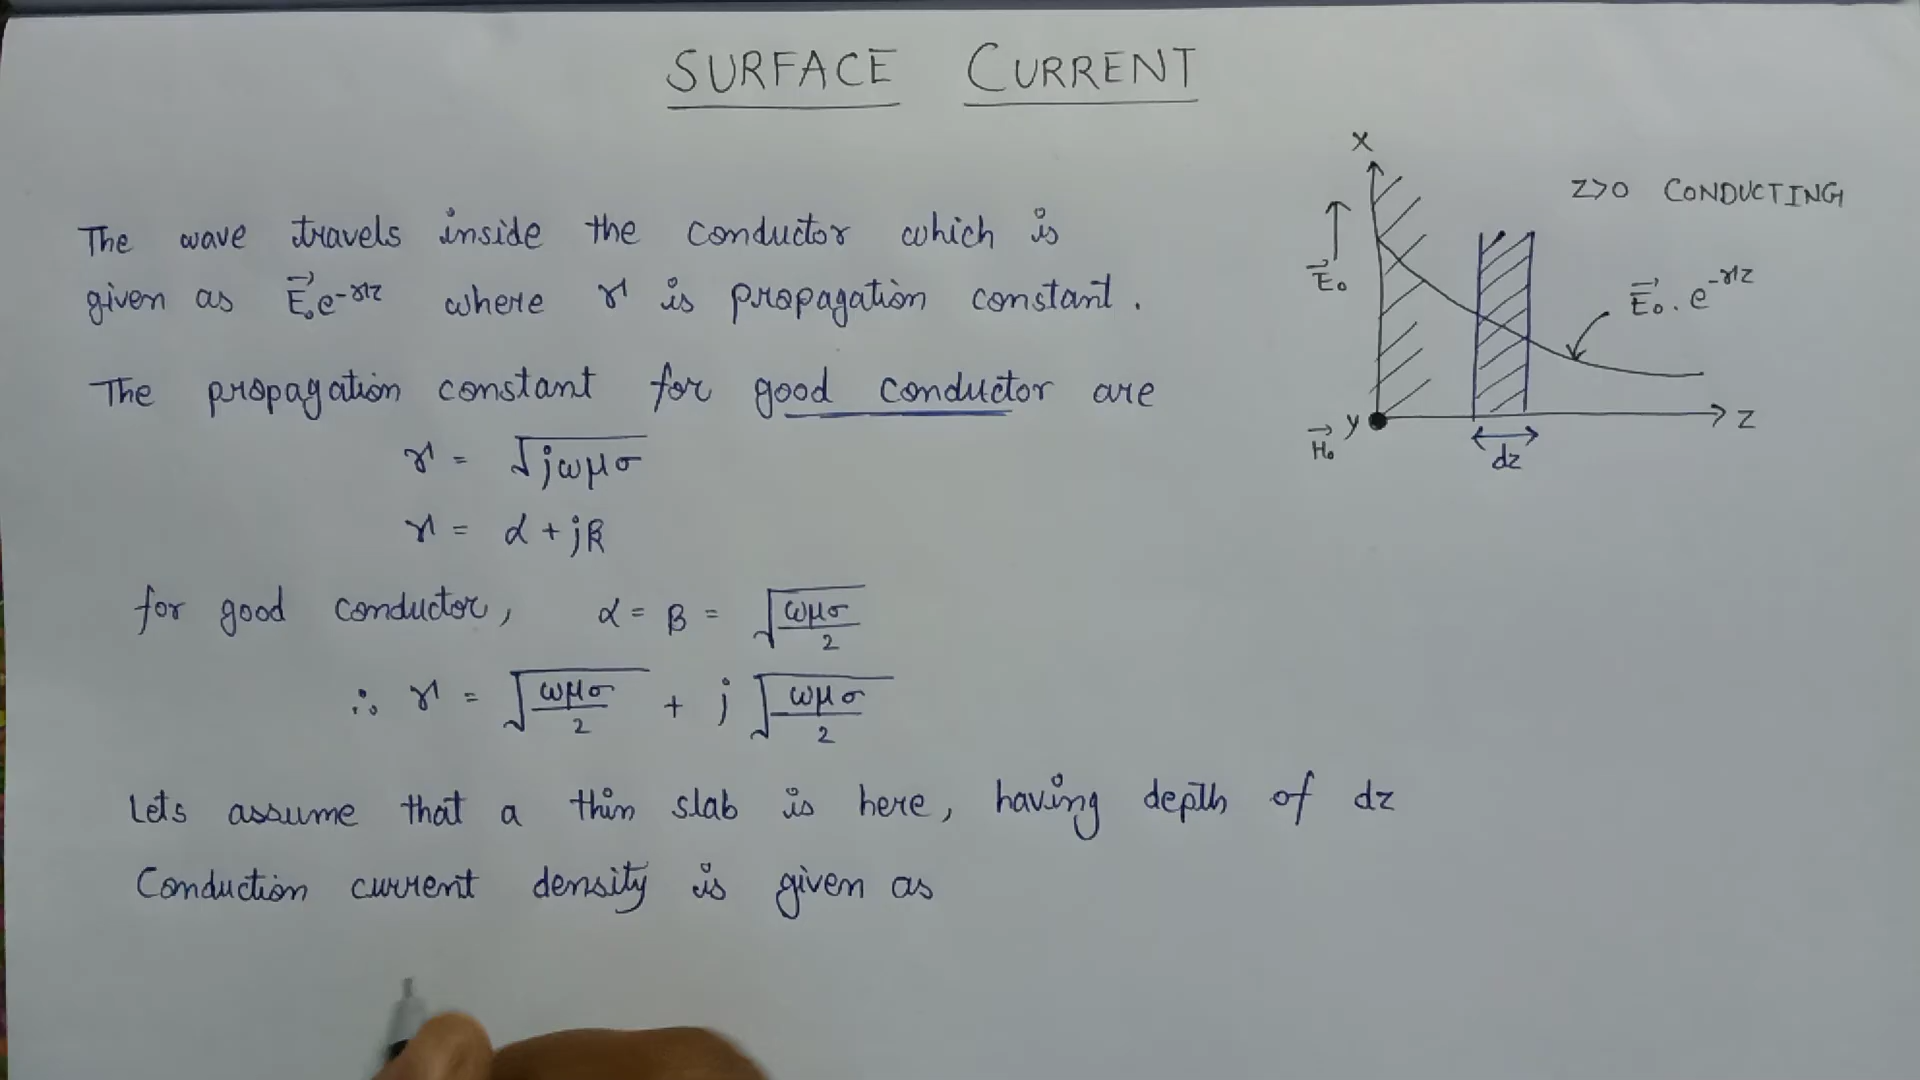 SURFACE CURRENT
The wave travels inside the conductor which is
given as E⃗₀e^-γz where γ is propagation constant.
The propagation constant for good conductor are
γ = √jωμσ
γ = α + jβ
for good conductor, α = β = √(ωμσ/2)
∴ γ = √(ωμσ/2) + j √(ωμσ/2)
Lets assume that a thin slab is here, having depth of dz
Conduction current density is given as
X
Z>0 CONDUCTING
E⃗₀
E⃗₀ . e^-γz
Y
Z
H⃗₀
dz